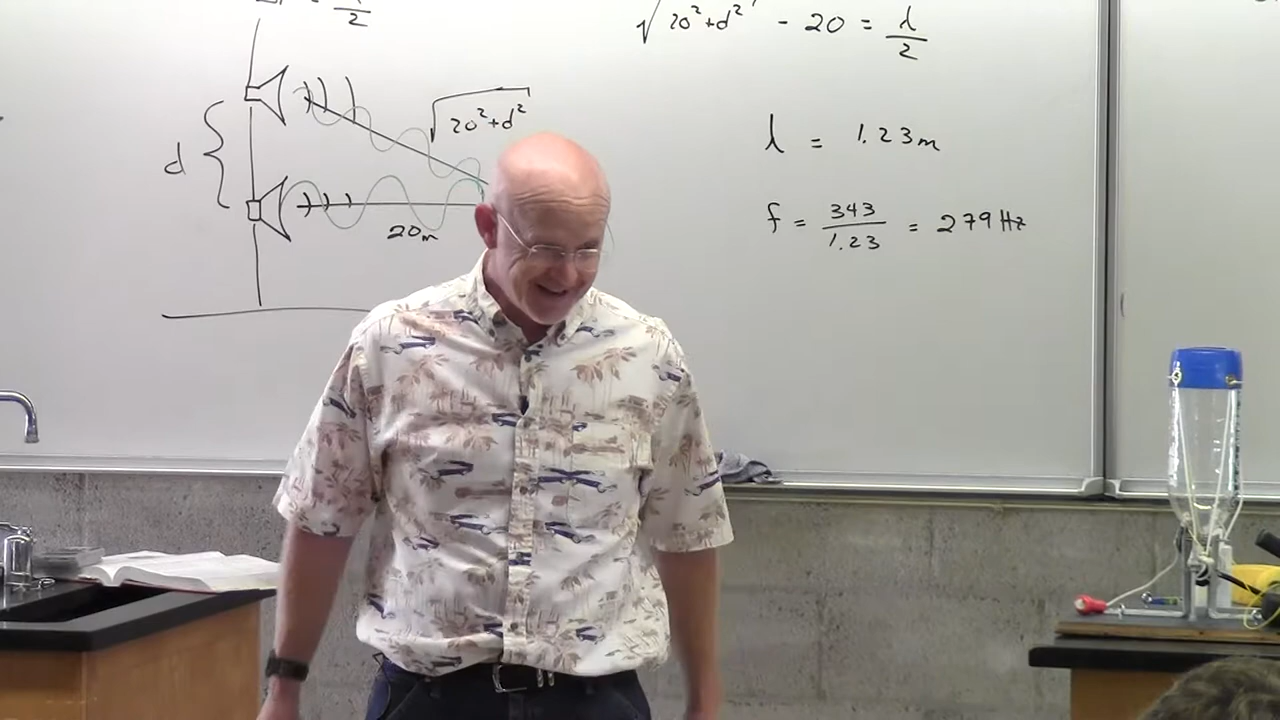 λ/2
√20²+d² - 20 = λ/2
√20²+d²
d
20m
λ = 1.23m
f = 343/1.23 = 279 Hz